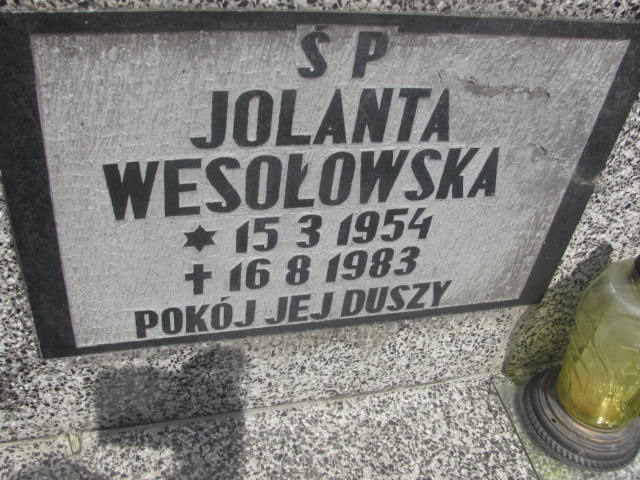 Ś P
JOLANTA
WESOŁOWSKA
✶ 15 3 1954
✝ 16 8 1983
POKÓJ JEJ DUSZY